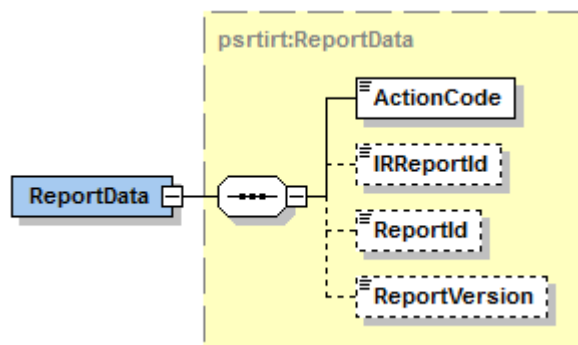 psrtirt:ReportData
ActionCode
IRReportId
ReportData
ReportId
ReportVersion